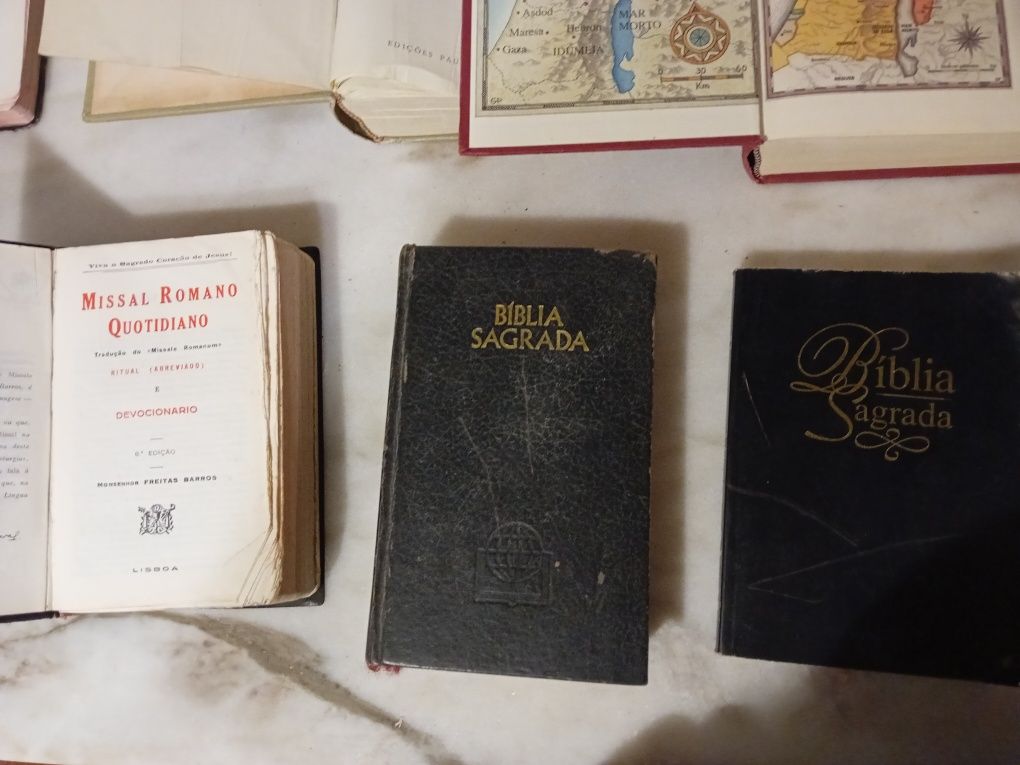 Asdod
MAR
MORTO
Maresa
Hebron
Gaza
IDUMEIA
0 30 60
Km
EDIÇÕES PAU
Viva o Sagrado Coração de Jesus!
MISSAL ROMANO
QUOTIDIANO
Tradução do «Missale Romanum»
RITUAL (ABREVIADO)
E
DEVOCIONARIO
6.ª EDIÇÃO
MONSENHOR FREITAS BARROS
LISBOA
BÍBLIA
SAGRADA
Bíblia
Sagrada